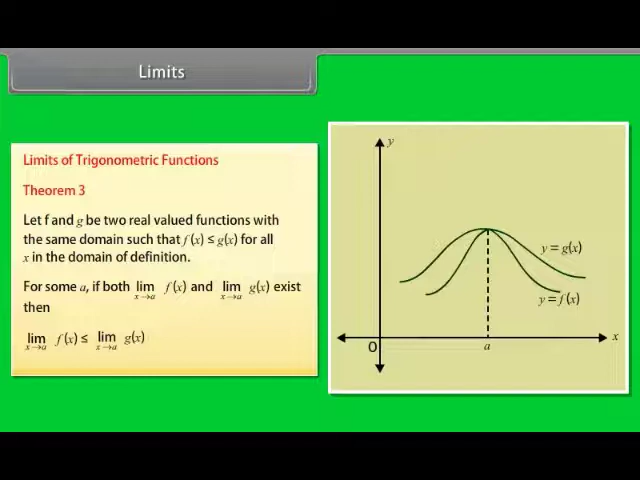 Limits
Limits of Trigonometric Functions
Theorem 3
Let f and g be two real valued functions with
the same domain such that f(x) ≤ g(x) for all
x in the domain of definition.
For some a, if both lim x→a f(x) and lim x→a g(x) exist
then
lim x→a f(x) ≤ lim x→a g(x)
y
y = g(x)
y = f(x)
O
a
x